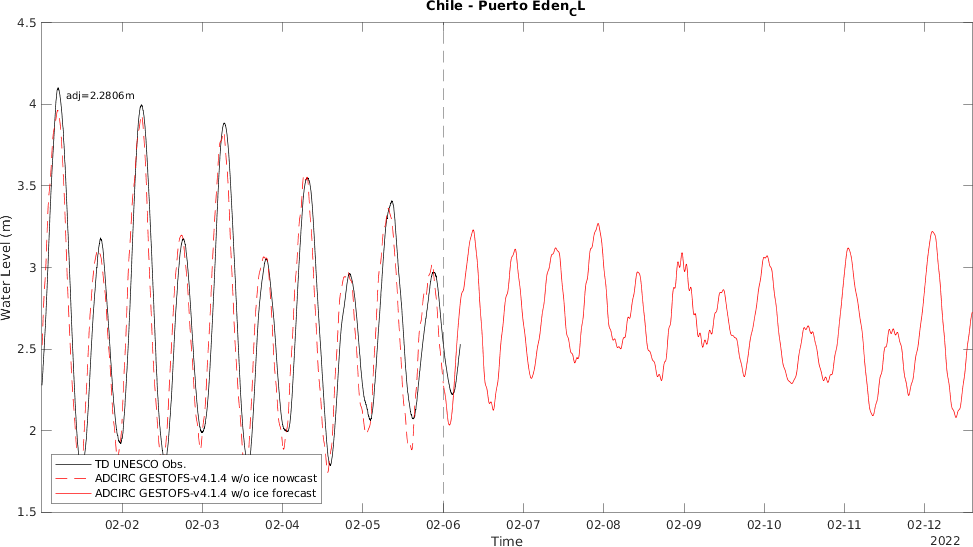 Chile - Puerto Eden_CL
4.5
4
3.5
3
2.5
2
1.5
Water Level (m)
adj=2.2806m
TD UNESCO Obs.
ADCIRC GESTOFS-v4.1.4 w/o ice nowcast
ADCIRC GESTOFS-v4.1.4 w/o ice forecast
02-02
02-03
02-04
02-05
02-06
02-07
02-08
02-09
02-10
02-11
02-12
Time
2022